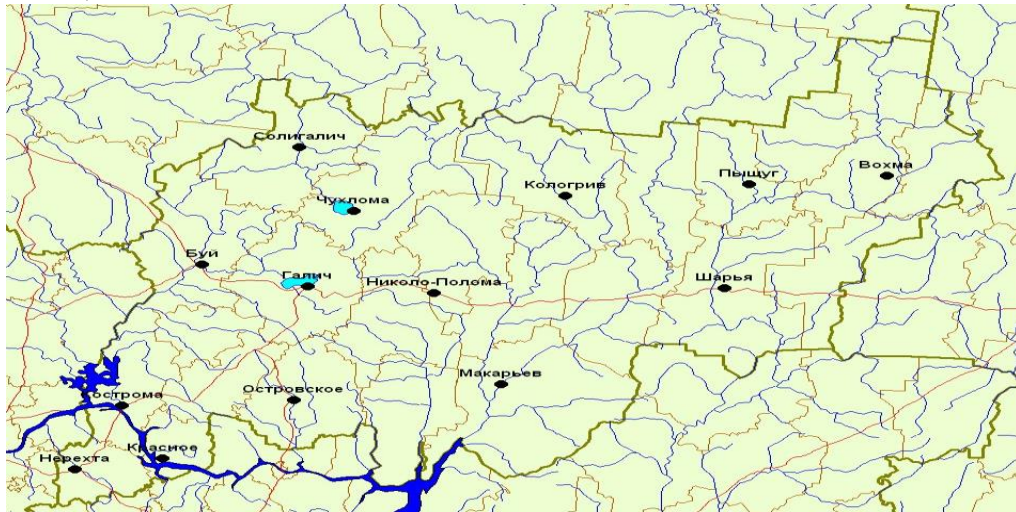 Солигалич
Вохма
Пыщуг
Кологрив
Чухлома
Буй
Галич
Николо-Полома
Шарья
Макарьев
Островское
Кострома
Красное
Нерехта